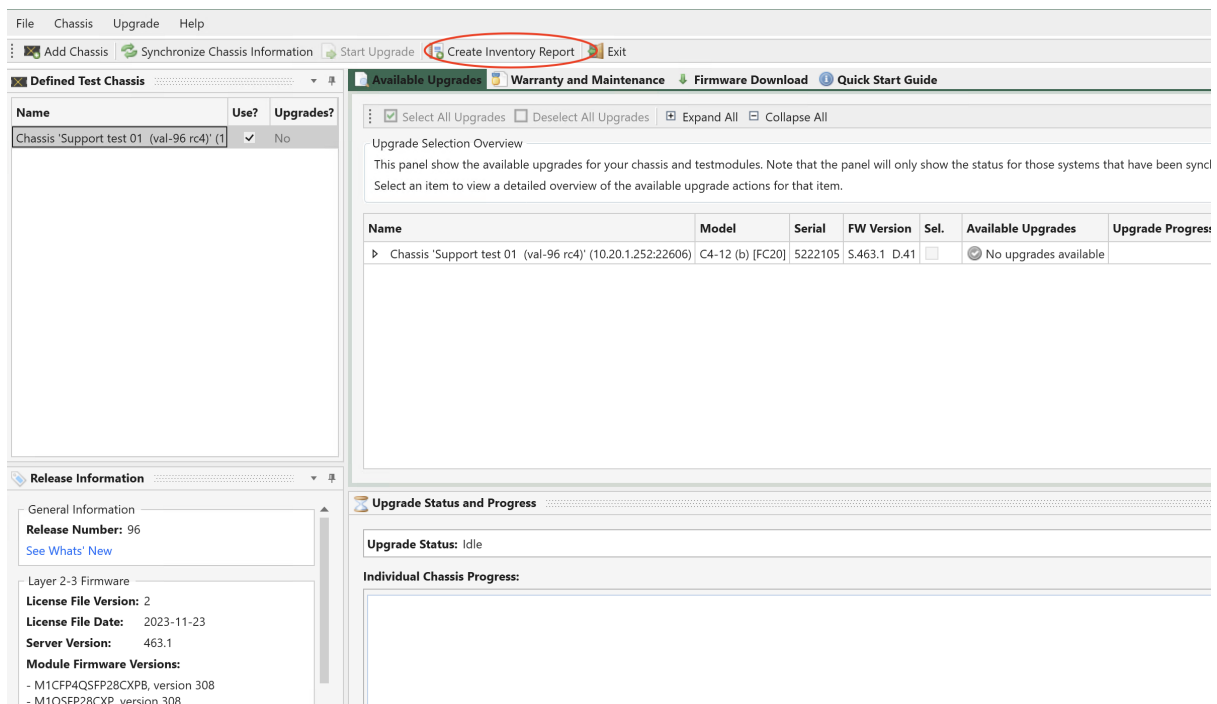 File Chassis Upgrade Help
Add Chassis Synchronize Chassis Information Start Upgrade Create Inventory Report Exit
Defined Test Chassis
Name Use? Upgrades?
Chassis 'Support test 01 (val-96 rc4)' (1 No
Available Upgrades Warranty and Maintenance Firmware Download Quick Start Guide
Select All Upgrades Deselect All Upgrades Expand All Collapse All
Upgrade Selection Overview
This panel show the available upgrades for your chassis and testmodules. Note that the panel will only show the status for those systems that have been syncl
Select an item to view a detailed overview of the available upgrade actions for that item.
Name Model Serial FW Version Sel. Available Upgrades Upgrade Progress
Chassis 'Support test 01 (val-96 rc4)' (10.20.1.252:22606) C4-12 (b) [FC20] 5222105 S.463.1 D.41 No upgrades available
Release Information
General Information
Release Number: 96
See Whats' New
Layer 2-3 Firmware
License File Version: 2
License File Date: 2023-11-23
Server Version: 463.1
Module Firmware Versions:
- M1CFP4QSFP28CXPB, version 308
- M1QSFP28CXP, version 308
Upgrade Status and Progress
Upgrade Status: Idle
Individual Chassis Progress: